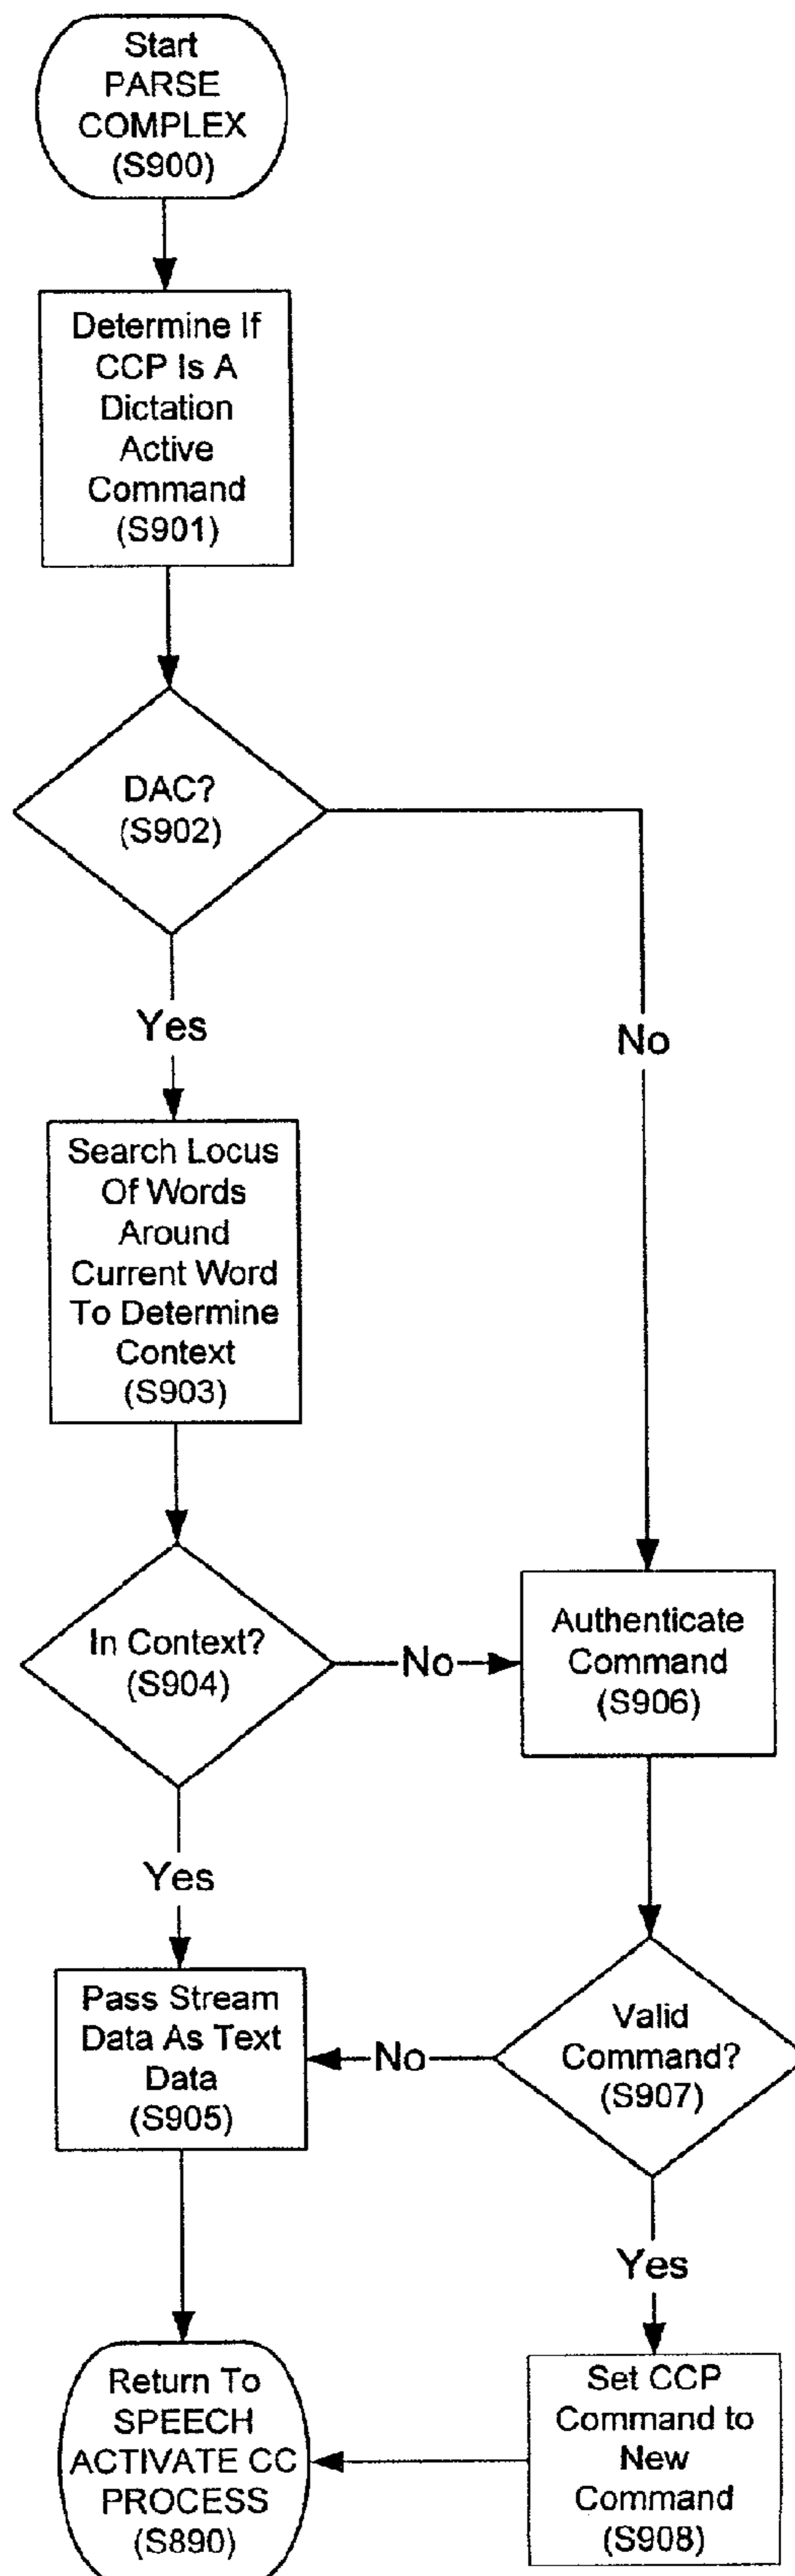 Start
PARSE
COMPLEX
(S900)
Determine If
CCP Is A
Dictation
Active
Command
(S901)
DAC?
(S902)
Yes
No
Search Locus
Of Words
Around
Current Word
To Determine
Context
(S903)
In Context?
(S904)
No
Authenticate
Command
(S906)
Yes
Pass Stream
Data As Text
Data
(S905)
No
Valid
Command?
(S907)
Yes
Return To
SPEECH
ACTIVATE CC
PROCESS
(S890)
Set CCP
Command to
New
Command
(S908)